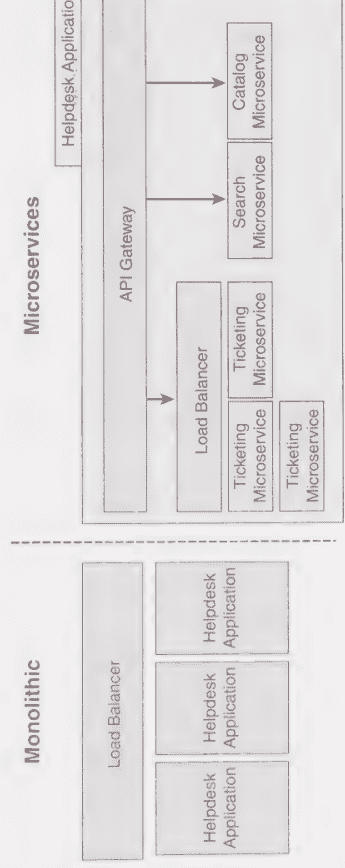 Monolithic
Load Balancer
Helpdesk
Application
Helpdesk
Application
Helpdesk
Application
Microservices
Helpdesk Applicatio
API Gateway
Load Balancer
Ticketing
Microservice
Ticketing
Microservice
Ticketing
Microservice
Search
Microservice
Catalog
Microservice